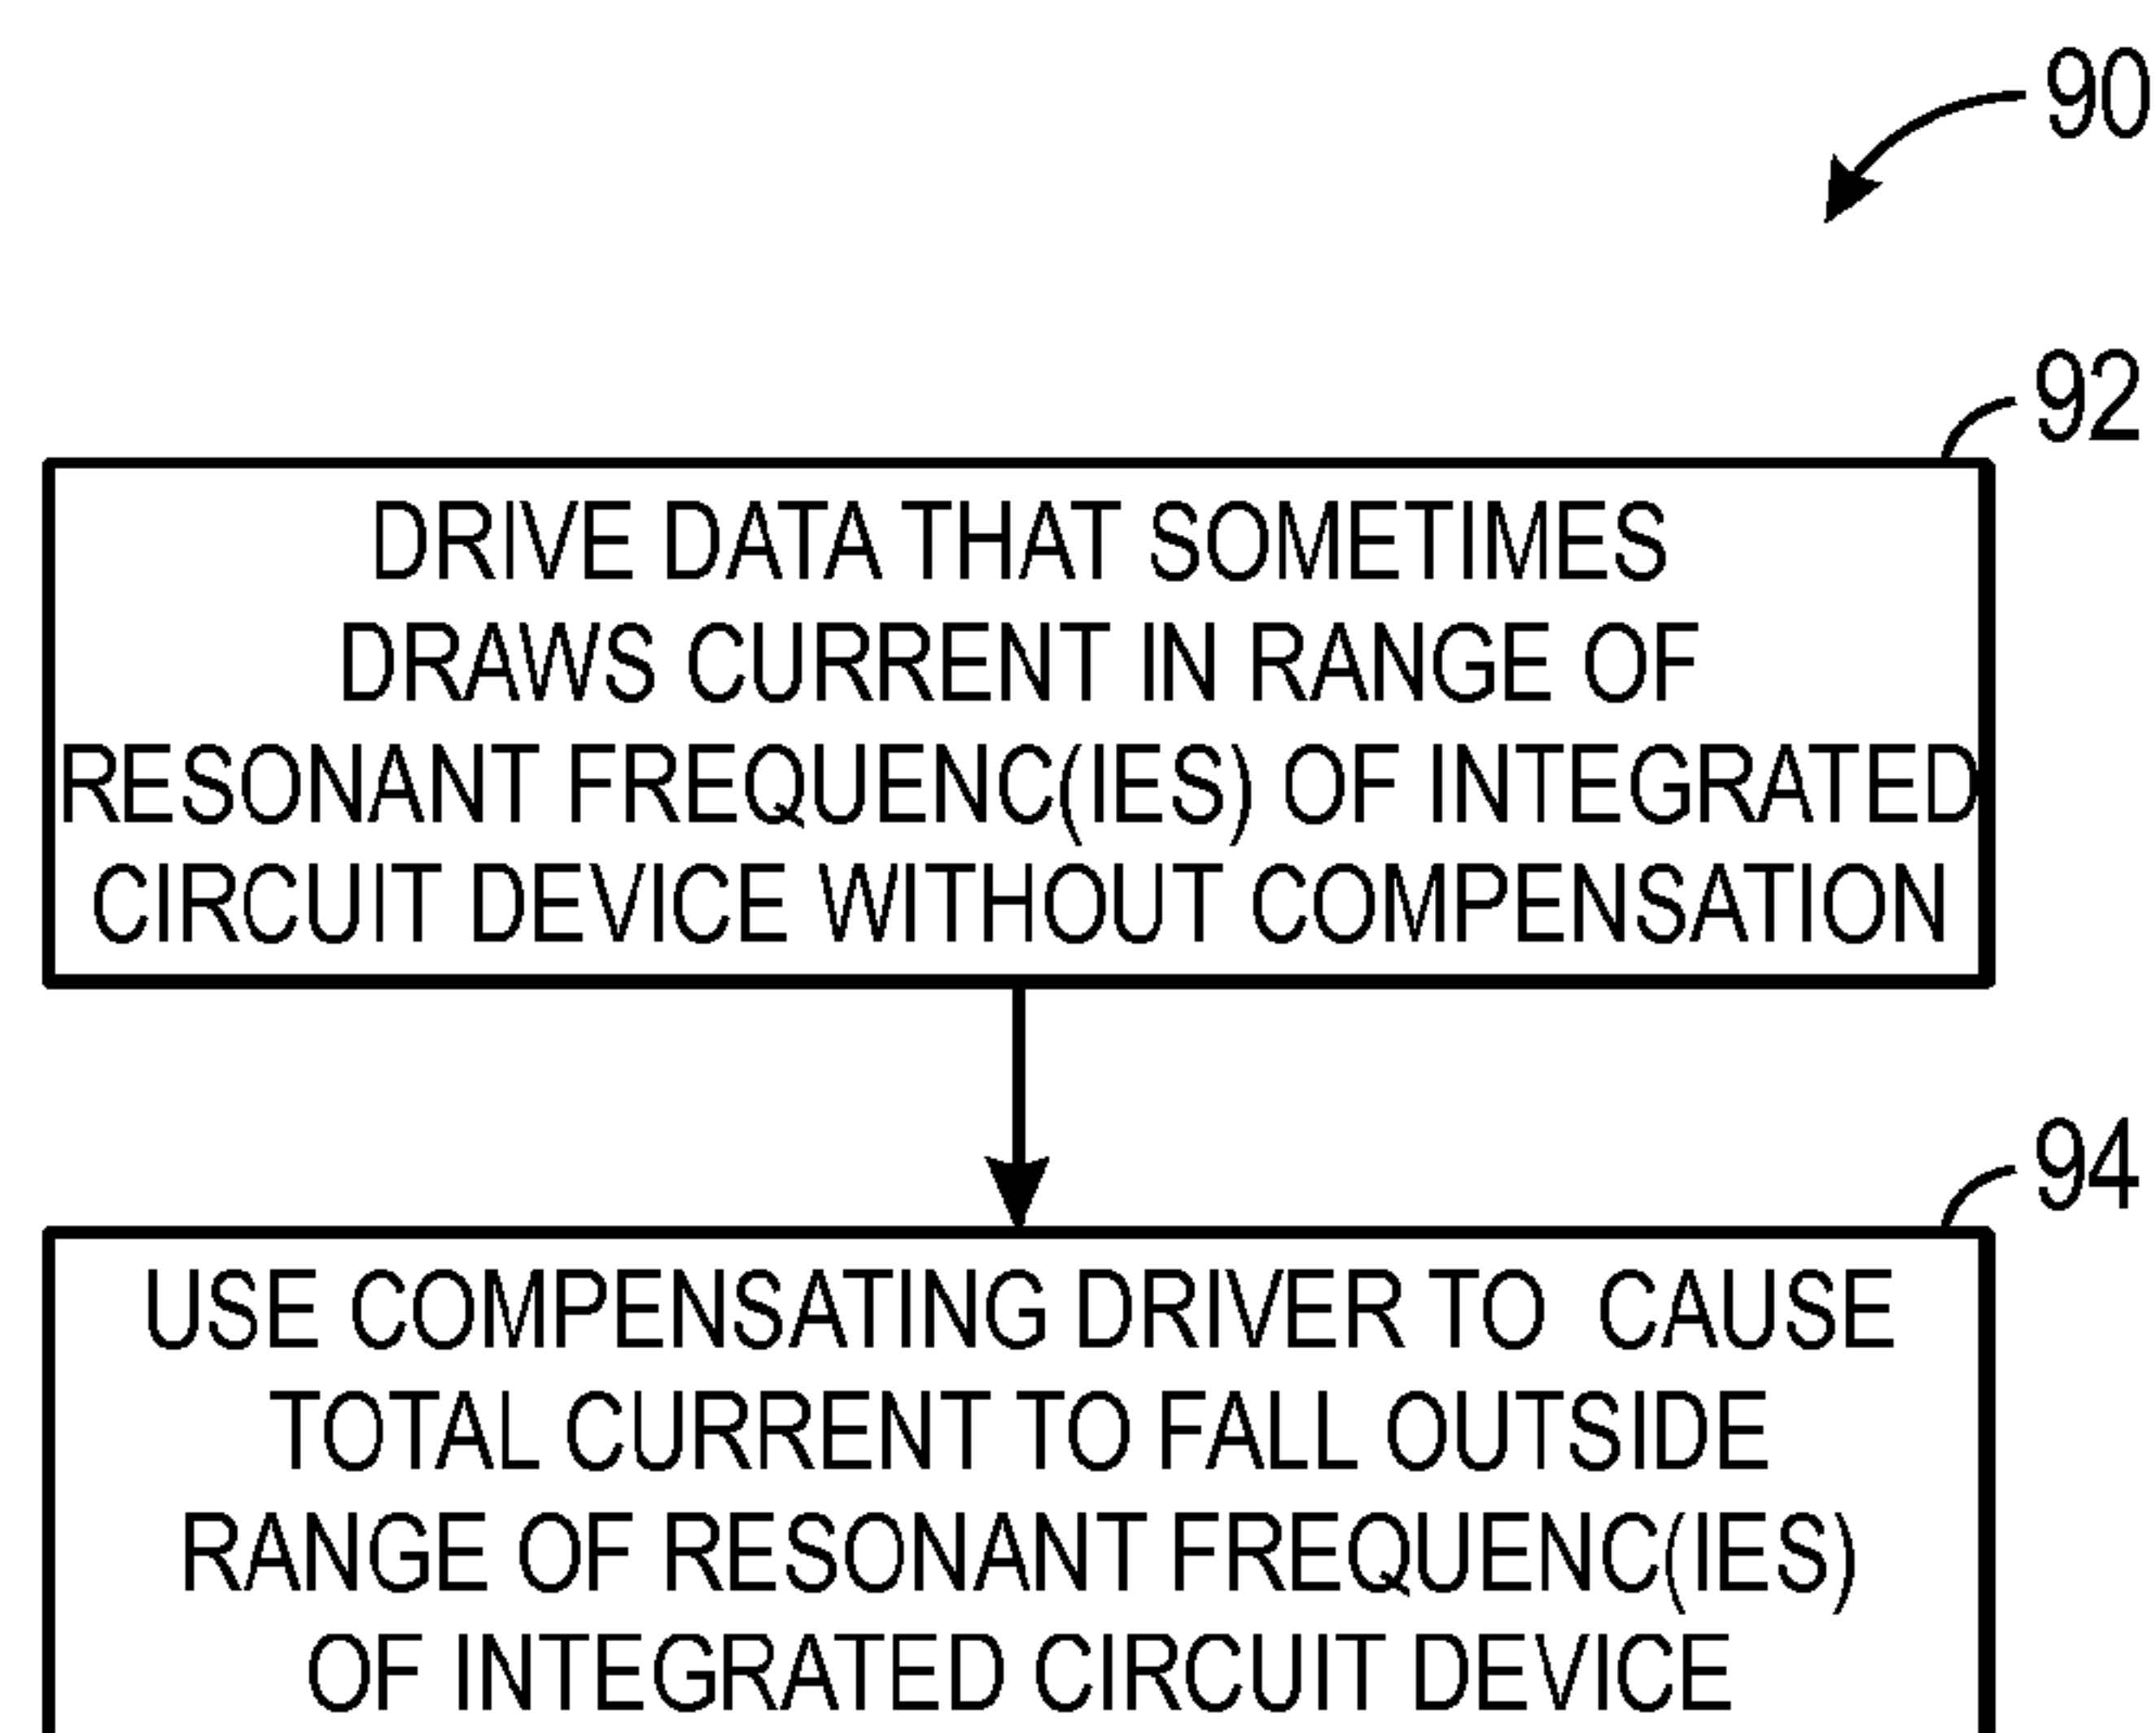 90
92
DRIVE DATA THAT SOMETIMES
DRAWS CURRENT IN RANGE OF
RESONANT FREQUENC(IES) OF INTEGRATED
CIRCUIT DEVICE WITHOUT COMPENSATION
94
USE COMPENSATING DRIVER TO CAUSE
TOTAL CURRENT TO FALL OUTSIDE
RANGE OF RESONANT FREQUENC(IES)
OF INTEGRATED CIRCUIT DEVICE